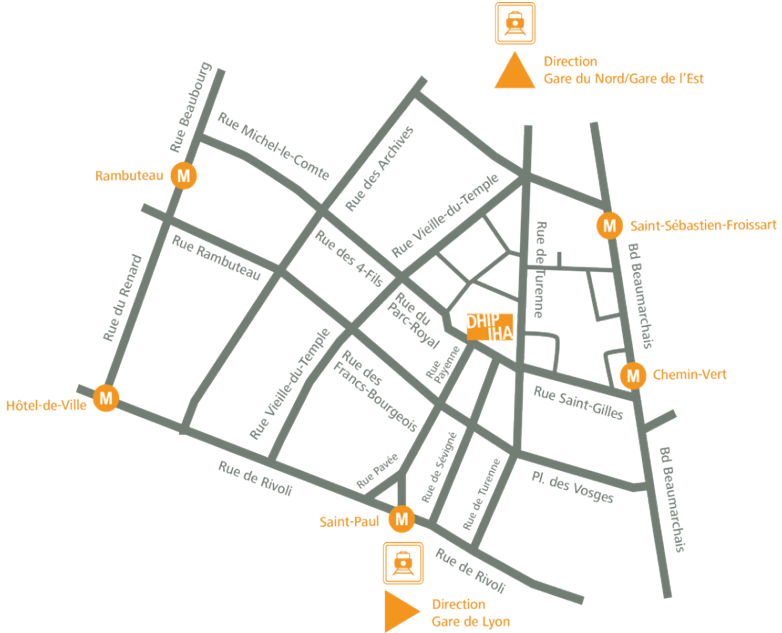 Direction
Gare du Nord/Gare de l'Est
Rue Beaubourg
Rue Michel-le-Comte
Rue des Archives
M
Rambuteau
Rue Vieille-du-Temple
M
Saint-Sébastien-Froissart
Rue Rambuteau
Rue des 4-Fils
Rue de Turenne
Bd Beaumarchais
Rue du Renard
Rue du
Parc-Royal
DHIP
IHA
Rue Vieille-du-Temple
Rue des
Francs-Bourgeois
Rue
Payenne
M
Chemin-Vert
Hôtel-de-Ville
M
Rue Saint-Gilles
Rue de Rivoli
Rue Pavée
Rue de Sévigné
Rue de Turenne
Pl. des Vosges
Bd Beaumarchais
Saint-Paul
M
Rue de Rivoli
Direction
Gare de Lyon